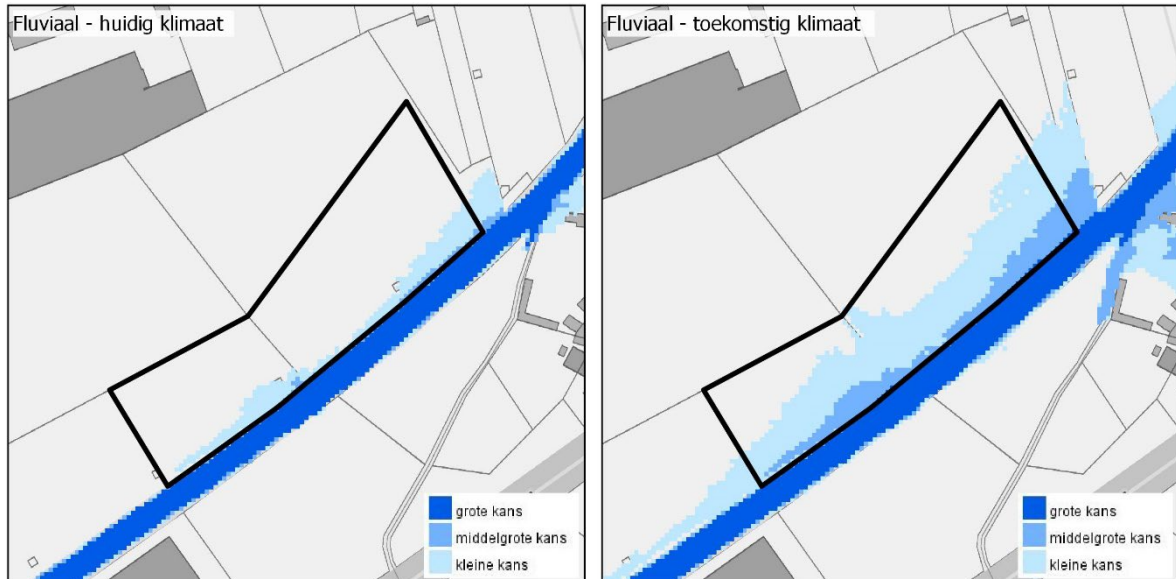 Fluviaal - huidig klimaat
grote kans
middelgrote kans
kleine kans
Fluviaal - toekomstig klimaat
grote kans
middelgrote kans
kleine kans